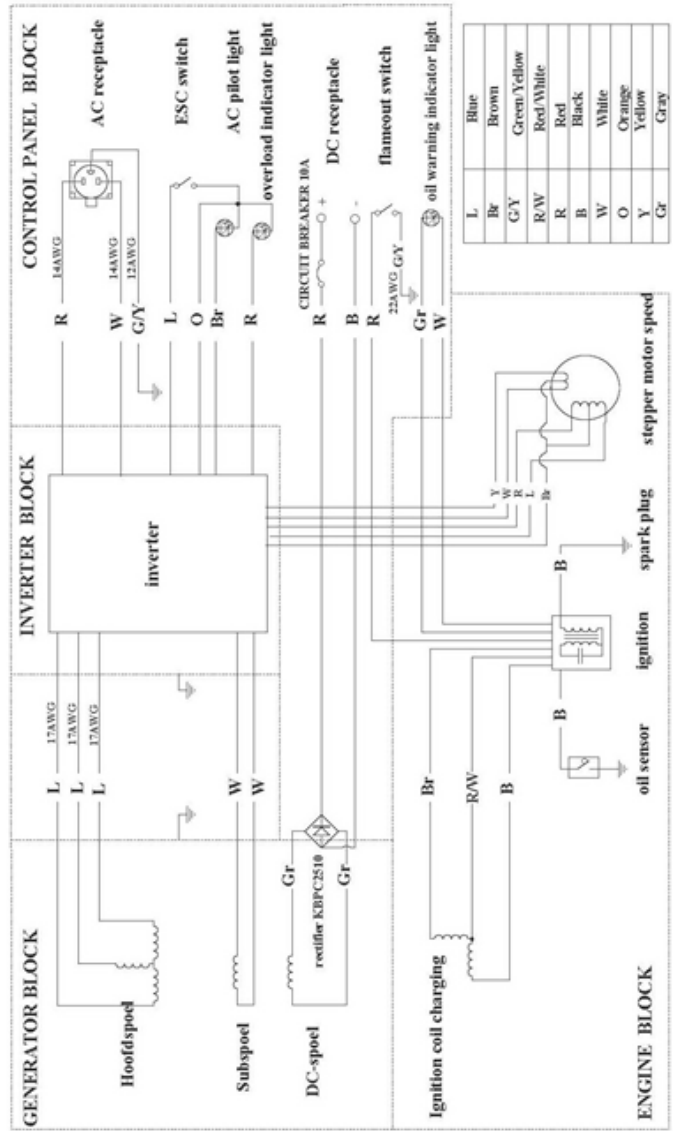 GENERATOR BLOCK
INVERTER BLOCK
CONTROL PANEL BLOCK
Hoofdspoel
L
17AWG
L
17AWG
L
17AWG
Subspoel
W
W
DC-spoel
Gr
Gr
rectifier KBPC2510
inverter
R
14AWG
W
14AWG
G/Y
12AWG
AC receptacle
L
ESC switch
O
Br
AC pilot light
R
overload indicator light
CIRCUIT BREAKER 10A
R
+
DC receptacle
B
-
R
flameout switch
22AWG G/Y
Gr
W
oil warning indicator light
Ignition coil charging
Br
R/W
B
B
B
Y
W
R
L
Br
oil sensor
ignition
spark plug
stepper motor speed
ENGINE BLOCK
L Blue
Br Brown
G/Y Green/Yellow
R/W Red/White
R Red
B Black
W White
O Orange
Y Yellow
Gr Gray